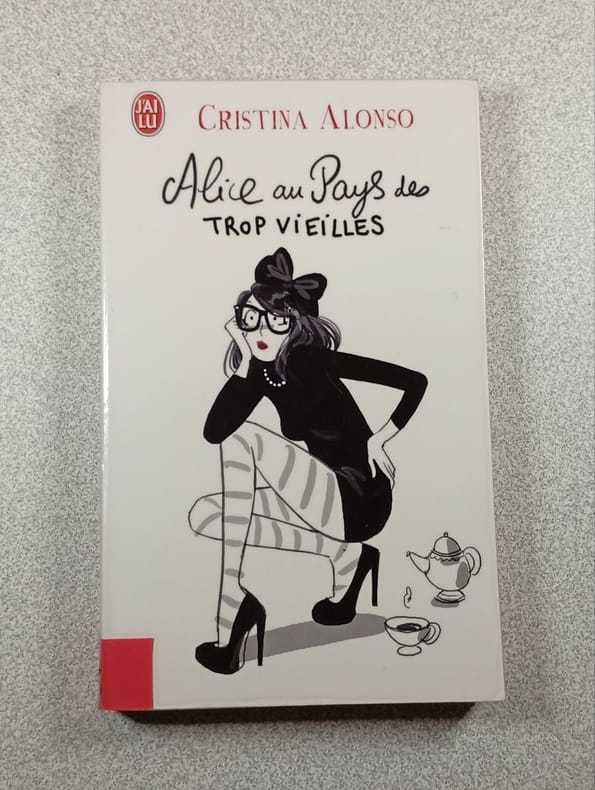 J'AI
LU
CRISTINA ALONSO
Alice au Pays des
TROP VIEILLES